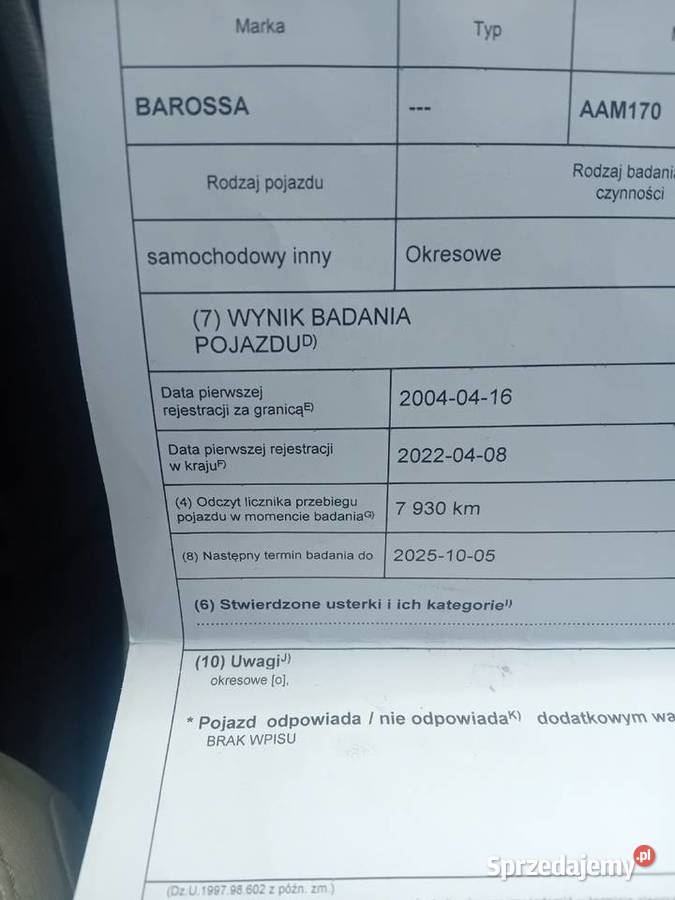 Marka Typ
BAROSSA --- AAM170
Rodzaj pojazdu Rodzaj badania
czynności
samochodowy inny Okresowe
(7) WYNIK BADANIA
POJAZDU D)
Data pierwszej
rejestracji za granicą E) 2004-04-16
Data pierwszej rejestracji
w kraju F) 2022-04-08
(4) Odczyt licznika przebiegu
pojazdu w momencie badania G) 7 930 km
(8) Następny termin badania do 2025-10-05
(6) Stwierdzone usterki i ich kategorie I)
(10) Uwagi J)
okresowe [o],
* Pojazd odpowiada / nie odpowiada K) dodatkowym wa
BRAK WPISU
(Dz.U.1997.98.602 z późn. zm.)
Sprzedajemy .pl